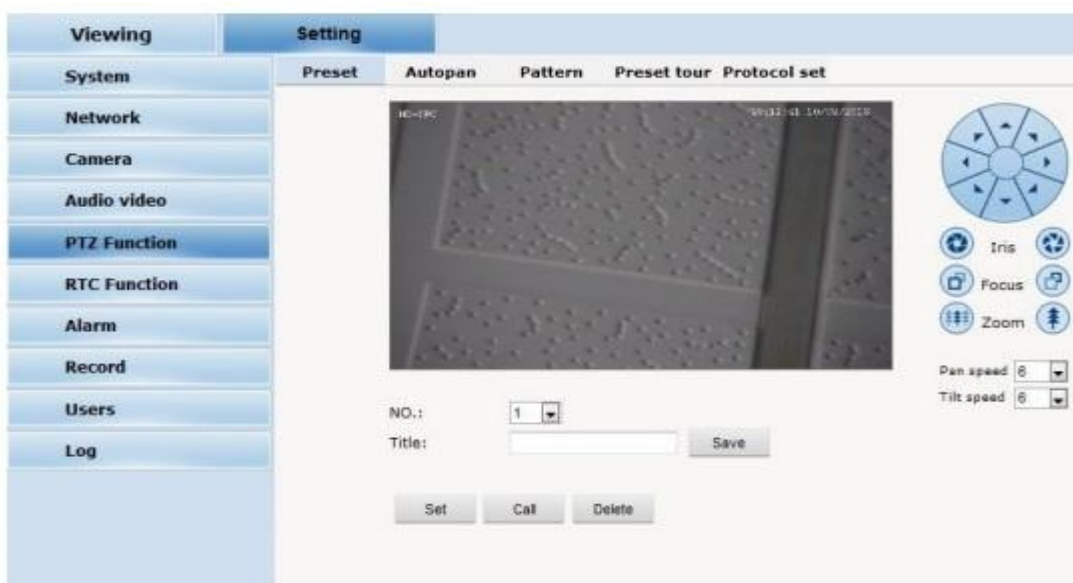 Viewing Setting
System
Network
Camera
Audio video
PTZ Function
RTC Function
Alarm
Record
Users
Log
Preset Autopan Pattern Preset tour Protocol set
Iris
Focus
Zoom
Pan speed 6
Tilt speed 6
NO.: 1
Title: Save
Set Call Delete